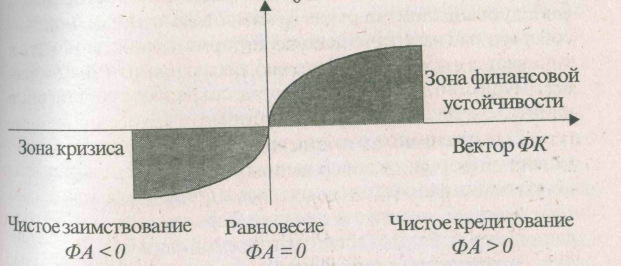 Зона финансовой
устойчивости
Зона кризиса
Вектор ФК
Чистое заимствование
ФА < 0
Равновесие
ФА = 0
Чистое кредитование
ФА > 0